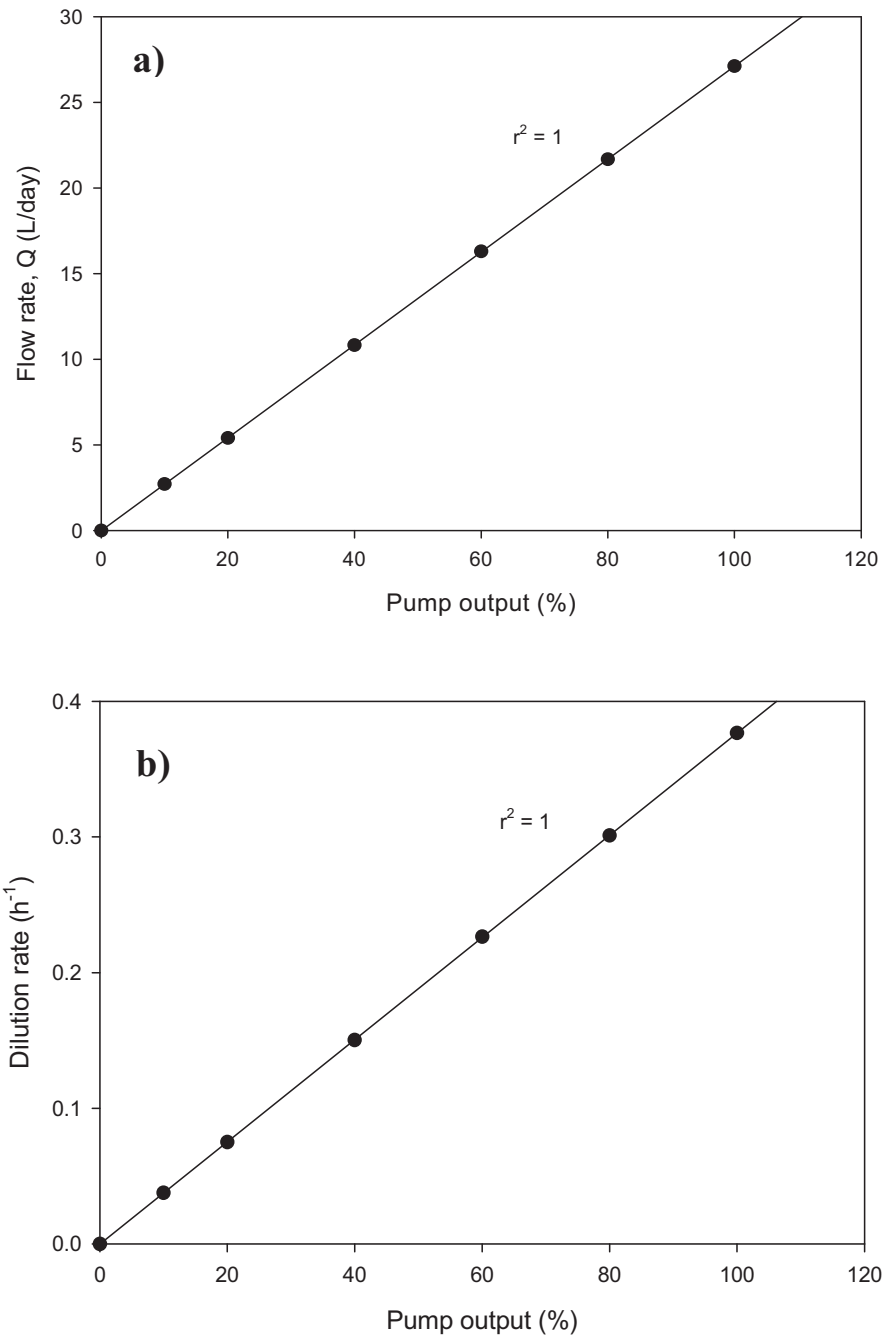 a)
r² = 1
Flow rate, Q (L/day)
30
25
20
15
10
5
0
0 20 40 60 80 100 120
Pump output (%)
b)
r² = 1
Dilution rate (h⁻¹)
0.4
0.3
0.2
0.1
0.0
0 20 40 60 80 100 120
Pump output (%)